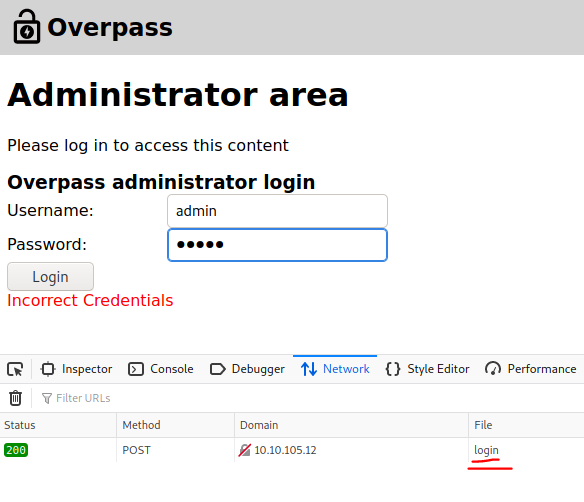 Overpass
Administrator area
Please log in to access this content
Overpass administrator login
Username: admin
Password: ●●●●●
Login
Incorrect Credentials
Inspector Console Debugger Network Style Editor Performance
Filter URLs
Status Method Domain File
200 POST 10.10.105.12 login